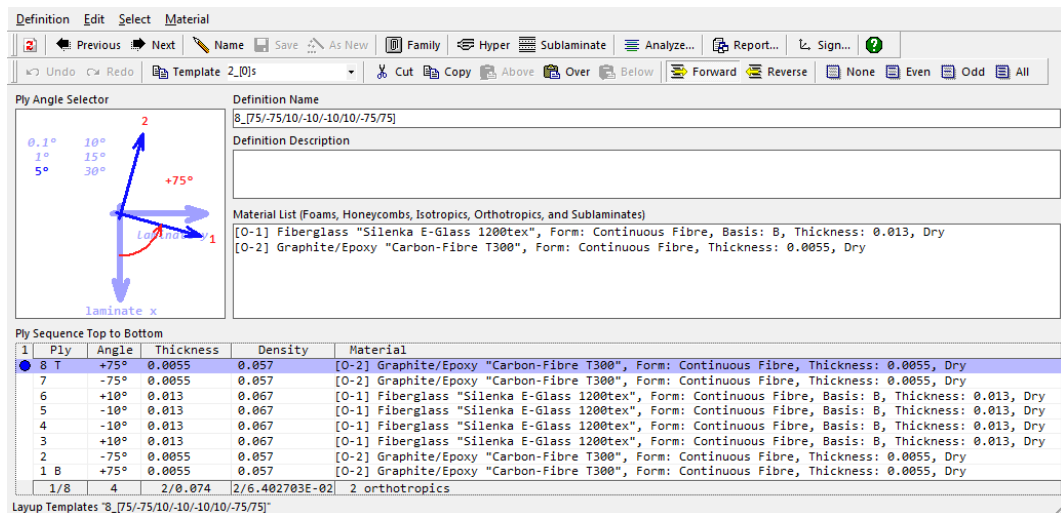 Definition Edit Select Material
2 Previous Next Name Save As New Family Hyper Sublaminate Analyze... Report... Sign... ?
Undo Redo Template 2_[0]s Cut Copy Above Over Below Forward Reverse None Even Odd All
Ply Angle Selector
0.1° 10°
1° 15°
5° 30°
2
+75°
1
laminate x
Definition Name
8_[75/-75/10/-10/-10/10/-75/75]
Definition Description
Material List (Foams, Honeycombs, Isotropics, Orthotropics, and Sublaminates)
[O-1] Fiberglass "Silenka E-Glass 1200tex", Form: Continuous Fibre, Basis: B, Thickness: 0.013, Dry
[O-2] Graphite/Epoxy "Carbon-Fibre T300", Form: Continuous Fibre, Thickness: 0.0055, Dry
Ply Sequence Top to Bottom
1 Ply Angle Thickness Density Material
8 T +75° 0.0055 0.057 [O-2] Graphite/Epoxy "Carbon-Fibre T300", Form: Continuous Fibre, Thickness: 0.0055, Dry
7 -75° 0.0055 0.057 [O-2] Graphite/Epoxy "Carbon-Fibre T300", Form: Continuous Fibre, Thickness: 0.0055, Dry
6 +10° 0.013 0.067 [O-1] Fiberglass "Silenka E-Glass 1200tex", Form: Continuous Fibre, Basis: B, Thickness: 0.013, Dry
5 -10° 0.013 0.067 [O-1] Fiberglass "Silenka E-Glass 1200tex", Form: Continuous Fibre, Basis: B, Thickness: 0.013, Dry
4 -10° 0.013 0.067 [O-1] Fiberglass "Silenka E-Glass 1200tex", Form: Continuous Fibre, Basis: B, Thickness: 0.013, Dry
3 +10° 0.013 0.067 [O-1] Fiberglass "Silenka E-Glass 1200tex", Form: Continuous Fibre, Basis: B, Thickness: 0.013, Dry
2 -75° 0.0055 0.057 [O-2] Graphite/Epoxy "Carbon-Fibre T300", Form: Continuous Fibre, Thickness: 0.0055, Dry
1 B +75° 0.0055 0.057 [O-2] Graphite/Epoxy "Carbon-Fibre T300", Form: Continuous Fibre, Thickness: 0.0055, Dry
1/8 4 2/0.074 2/6.402703E-02 2 orthotropics
Layup Templates "8_[75/-75/10/-10/-10/10/-75/75]"